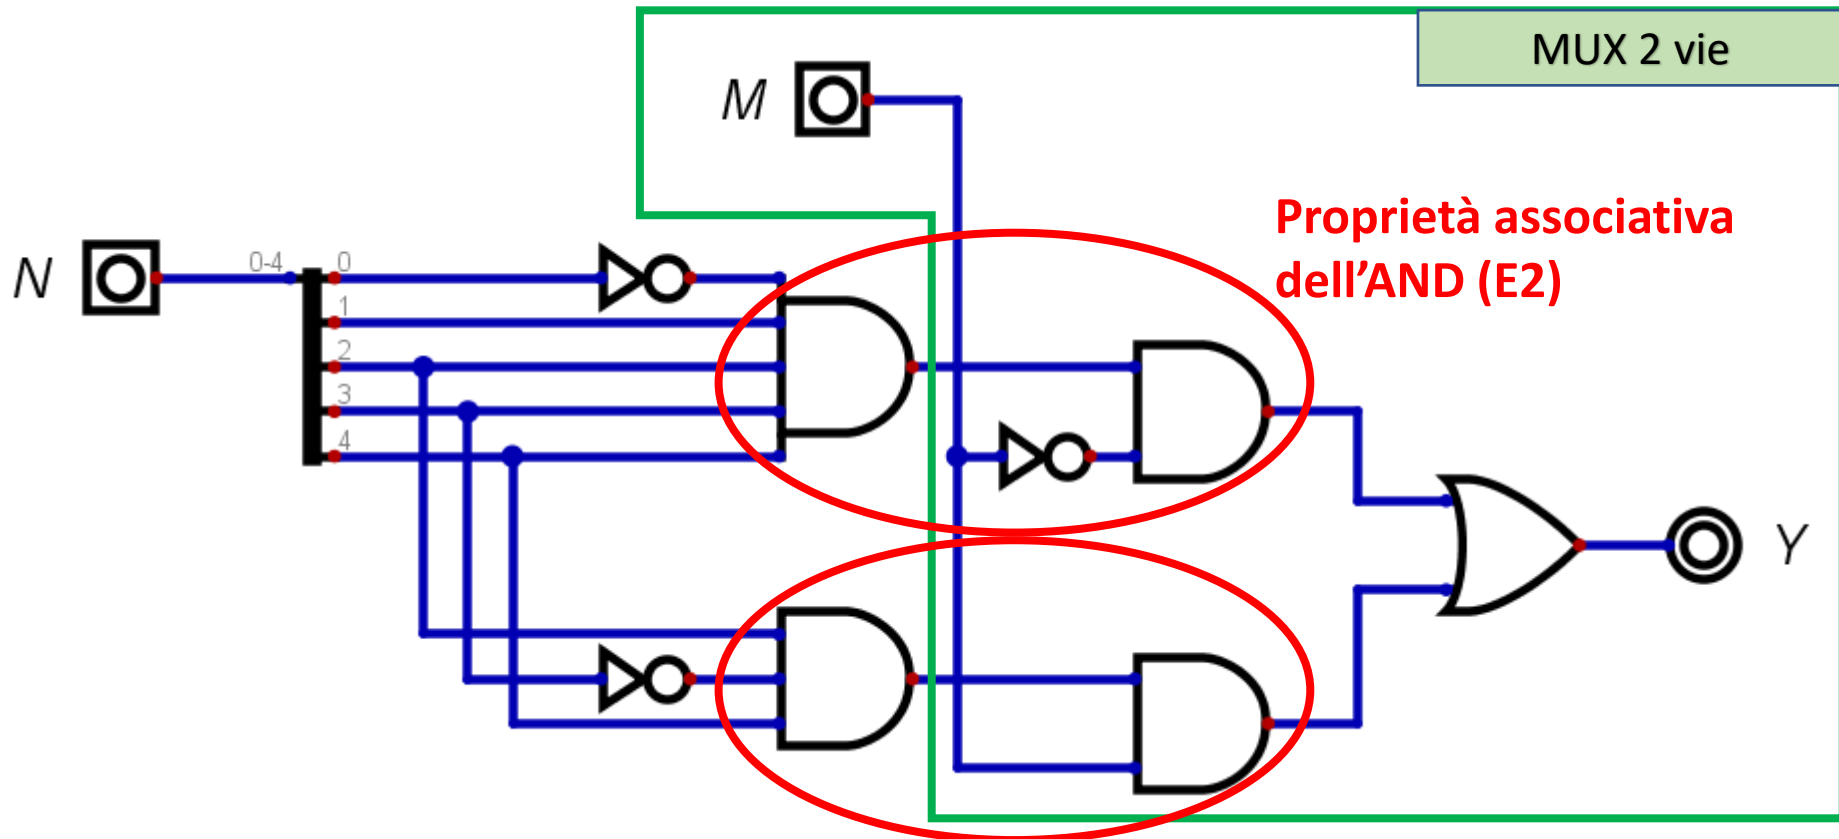 MUX 2 vie
M
Proprietà associativa
dell'AND (E2)
N
0-4
0
1
2
3
4
Y